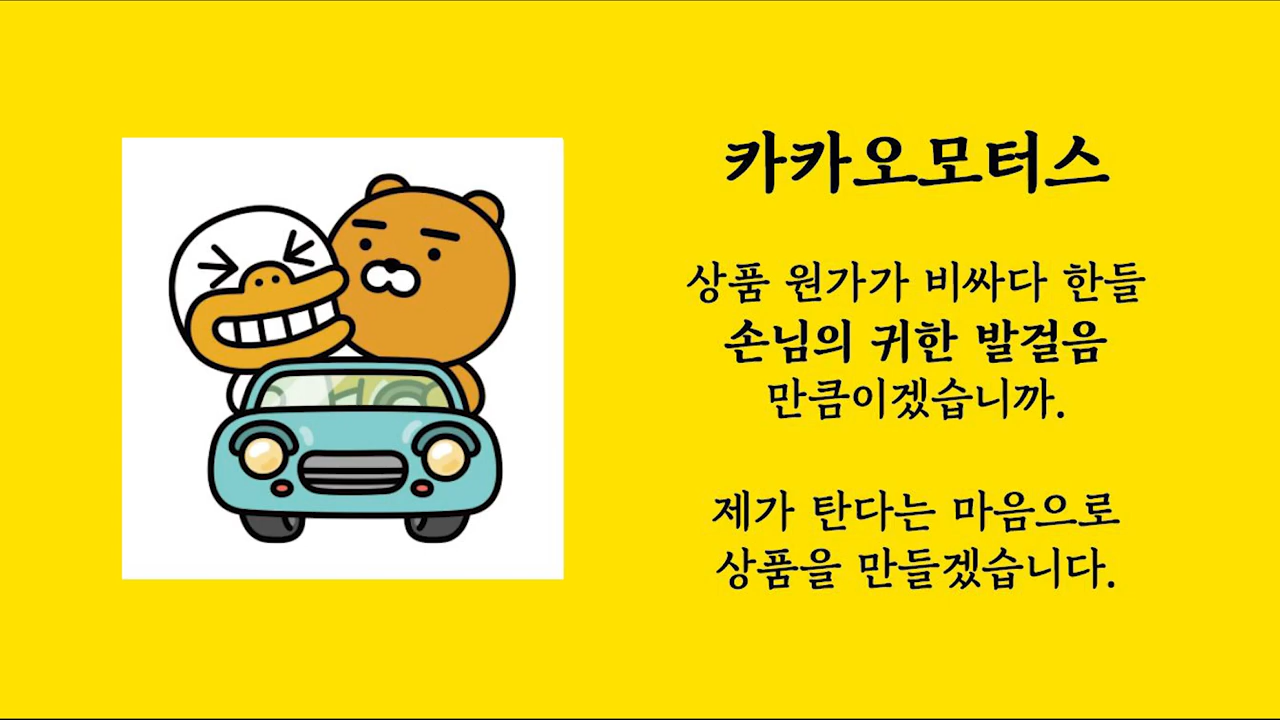 카카오모터스
상품 원가가 비싸다 한들
손님의 귀한 발걸음
만큼이겠습니까.
제가 탄다는 마음으로
상품을 만들겠습니다.